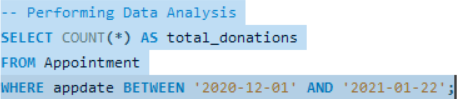 -- Performing Data Analysis
SELECT COUNT(*) AS total_donations
FROM Appointment
WHERE appdate BETWEEN '2020-12-01' AND '2021-01-22';